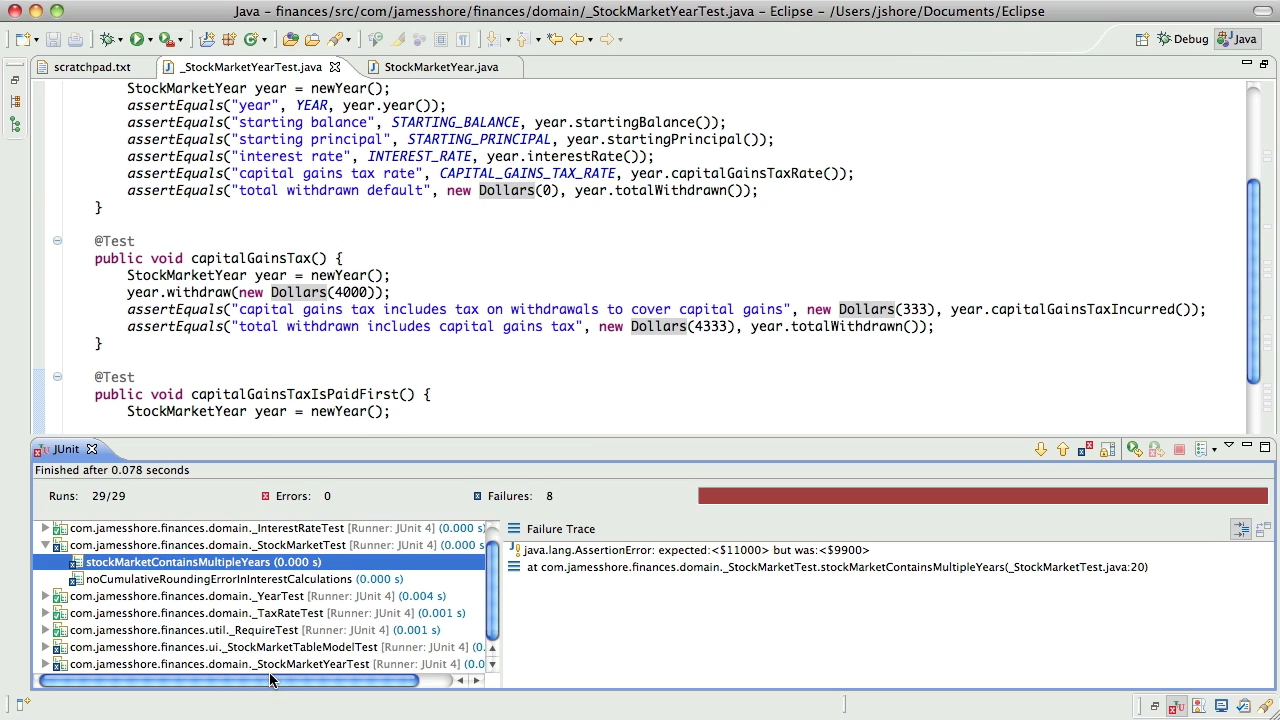 Java – finances/src/com/jamesshore/finances/domain/_StockMarketYearTest.java – Eclipse – /Users/jshore/Documents/Eclipse
Debug Java
scratchpad.txt _StockMarketYearTest.java StockMarketYear.java
StockMarketYear year = newYear();
assertEquals("year", YEAR, year.year());
assertEquals("starting balance", STARTING_BALANCE, year.startingBalance());
assertEquals("starting principal", STARTING_PRINCIPAL, year.startingPrincipal());
assertEquals("interest rate", INTEREST_RATE, year.interestRate());
assertEquals("capital gains tax rate", CAPITAL_GAINS_TAX_RATE, year.capitalGainsTaxRate());
assertEquals("total withdrawn default", new Dollars(0), year.totalWithdrawn());
}
@Test
public void capitalGainsTax() {
StockMarketYear year = newYear();
year.withdraw(new Dollars(4000));
assertEquals("capital gains tax includes tax on withdrawals to cover capital gains", new Dollars(333), year.capitalGainsTaxIncurred());
assertEquals("total withdrawn includes capital gains tax", new Dollars(4333), year.totalWithdrawn());
}
@Test
public void capitalGainsTaxIsPaidFirst() {
StockMarketYear year = newYear();
JUnit
Finished after 0.078 seconds
Runs: 29/29 Errors: 0 Failures: 8
com.jamesshore.finances.domain._InterestRateTest [Runner: JUnit 4] (0.000 s)
com.jamesshore.finances.domain._StockMarketTest [Runner: JUnit 4] (0.000 s)
stockMarketContainsMultipleYears (0.000 s)
noCumulativeRoundingErrorInInterestCalculations (0.000 s)
com.jamesshore.finances.domain._YearTest [Runner: JUnit 4] (0.004 s)
com.jamesshore.finances.domain._TaxRateTest [Runner: JUnit 4] (0.001 s)
com.jamesshore.finances.util._RequireTest [Runner: JUnit 4] (0.001 s)
com.jamesshore.finances.ui._StockMarketTableModelTest [Runner: JUnit 4] (0.
com.jamesshore.finances.domain._StockMarketYearTest [Runner: JUnit 4] (0.0
Failure Trace
java.lang.AssertionError: expected:<$11000> but was:<$9900>
at com.jamesshore.finances.domain._StockMarketTest.stockMarketContainsMultipleYears(_StockMarketTest.java:20)